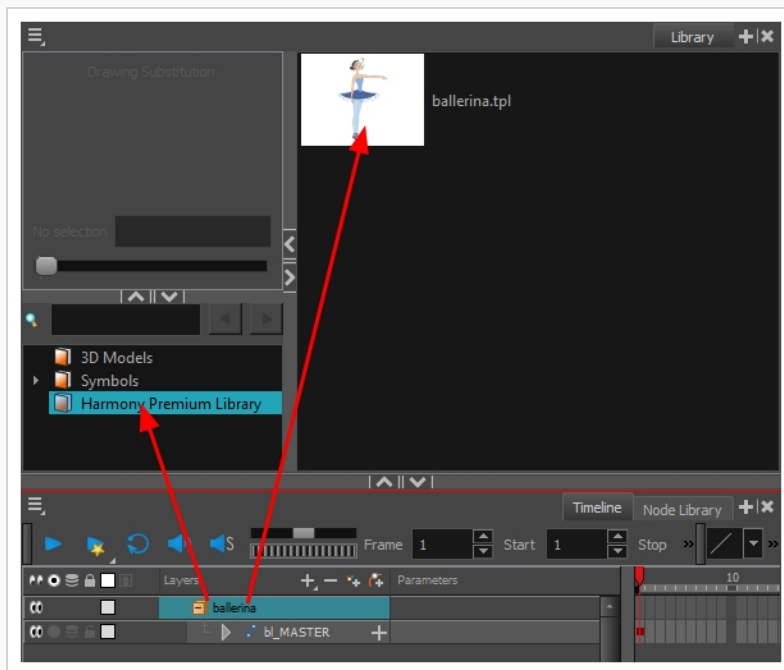 Library
Drawing Substitution
ballerina.tpl
No selection
3D Models
Symbols
Harmony Premium Library
Timeline
Node Library
S
Frame 1 Start 1 Stop »
»
Layers Parameters 10
ballerina
bl_MASTER